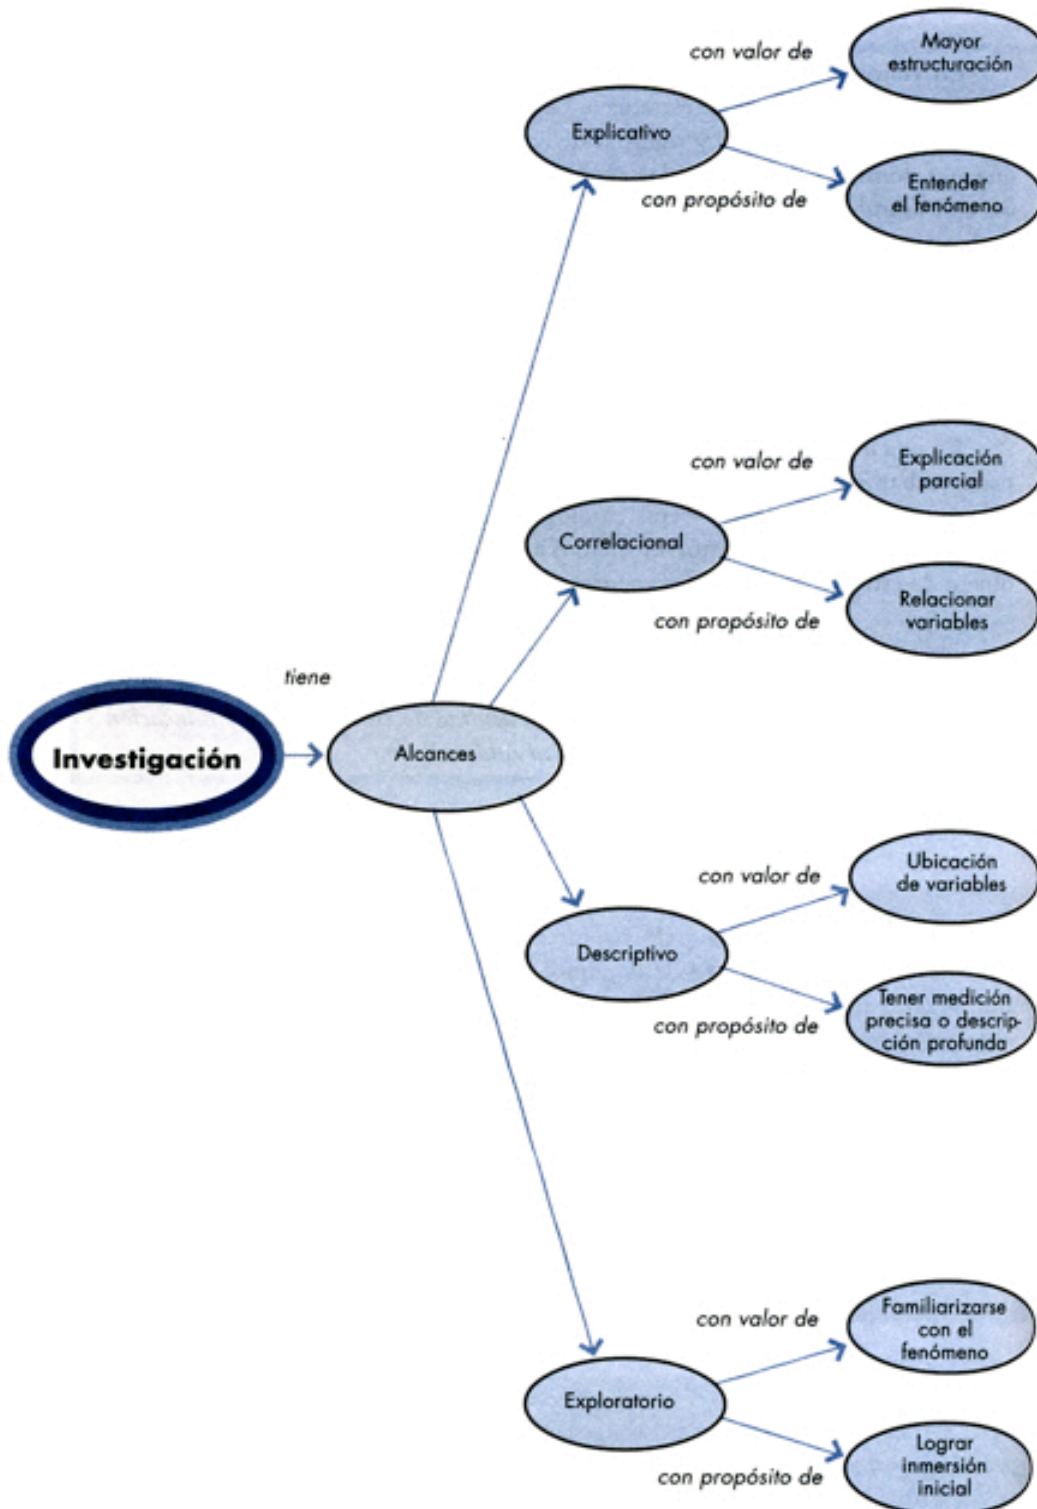 con valor de
Mayor
estructuración
Explicativo
con propósito de
Entender
el fenómeno
con valor de
Explicación
parcial
Correlacional
con propósito de
Relacionar
variables
tiene
Investigación
Alcances
con valor de
Ubicación
de variables
Descriptivo
con propósito de
Tener medición
precisa o descrip-
ción profunda
con valor de
Familiarizarse
con el
fenómeno
Exploratorio
con propósito de
Lograr
inmersión
inicial